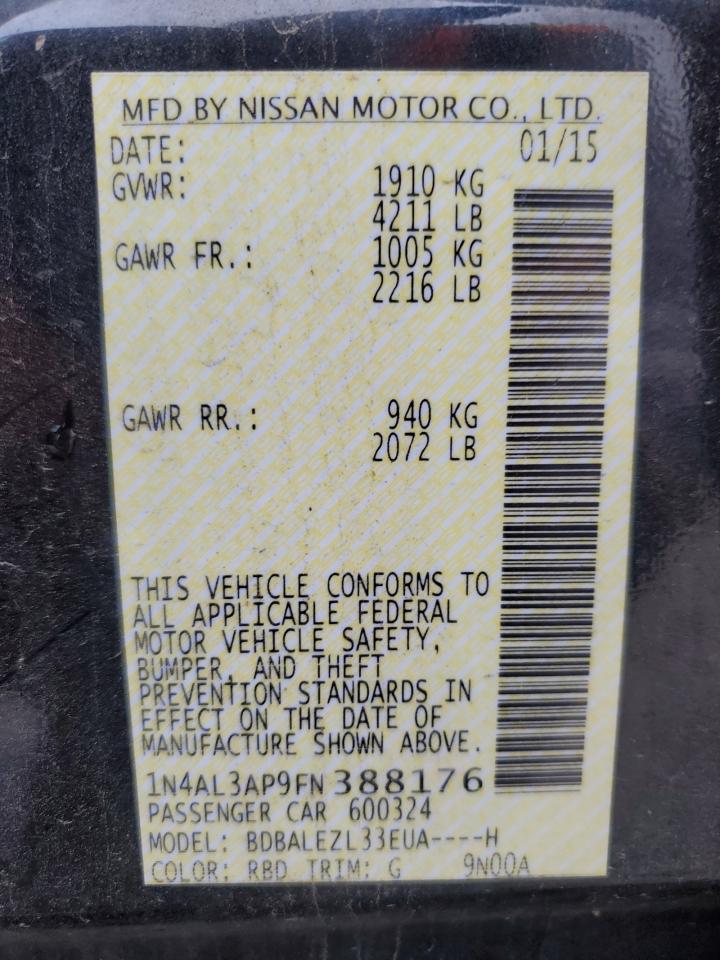 MFD BY NISSAN MOTOR CO., LTD.
DATE: 01/15
GVWR: 1910 KG
4211 LB
GAWR FR.: 1005 KG
2216 LB
GAWR RR.: 940 KG
2072 LB
THIS VEHICLE CONFORMS TO
ALL APPLICABLE FEDERAL
MOTOR VEHICLE SAFETY,
BUMPER, AND THEFT
PREVENTION STANDARDS IN
EFFECT ON THE DATE OF
MANUFACTURE SHOWN ABOVE.
1N4AL3AP9FN388176
PASSENGER CAR 600324
MODEL: BDBALEZL33EUA----H
COLOR: RBD TRIM: G 9N00A